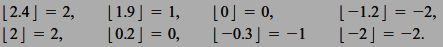 ⌊2.4⌋ = 2, ⌊1.9⌋ = 1, ⌊0⌋ = 0, ⌊−1.2⌋ = −2,
⌊2⌋ = 2, ⌊0.2⌋ = 0, ⌊−0.3⌋ = −1 ⌊−2⌋ = −2.